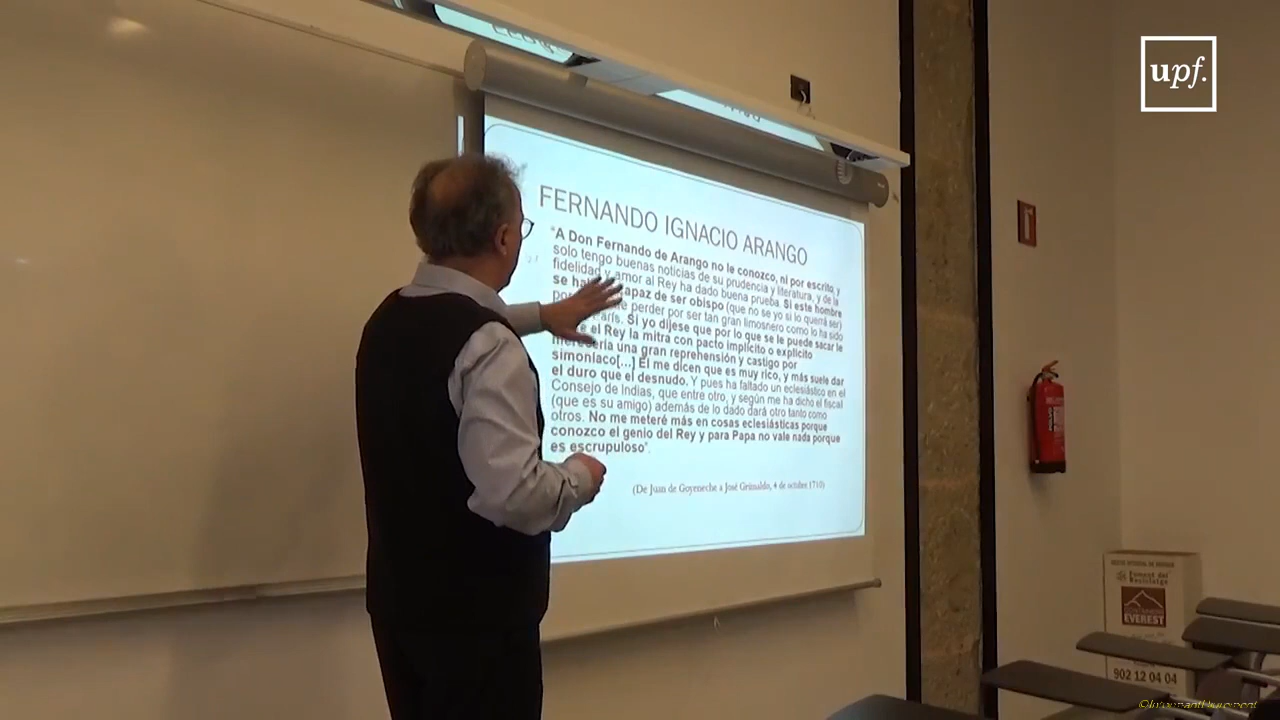 upf.
FERNANDO IGNACIO ARANGO
"A Don Fernando de Arango no le conozco, ni por escrito, y
solo tengo buenas noticias de su prudencia y literatura, y de la
fidelidad y amor al Rey ha dado buena prueba. Si este hombre
se capaz de ser obispo (que no se yo si lo querrá ser)
perder por ser tan gran limosnero como lo ha sido
París. Si yo dijese que por lo que se le puede sacar le
el Rey la mitra con pacto implícito o explícito
merecería una gran reprehensión y castigo por
simoníaco[...] El me dicen que es muy rico, y más suele dar
el duro que el desnudo. Y pues ha faltado un eclesiástico en el
Consejo de Indias, que entre otro, y según me ha dicho el fiscal
(que es su amigo) además de lo dado dará otro tanto como
otros. No me meteré más en cosas eclesiásticas porque
conozco el genio del Rey y para Papa no vale nada porque
es escrupuloso".
(De Juan de Goyeneche a José Grimaldo, 4 de octubre 1710)
Foment del
Reciclatge
EVEREST
902 12 04 04